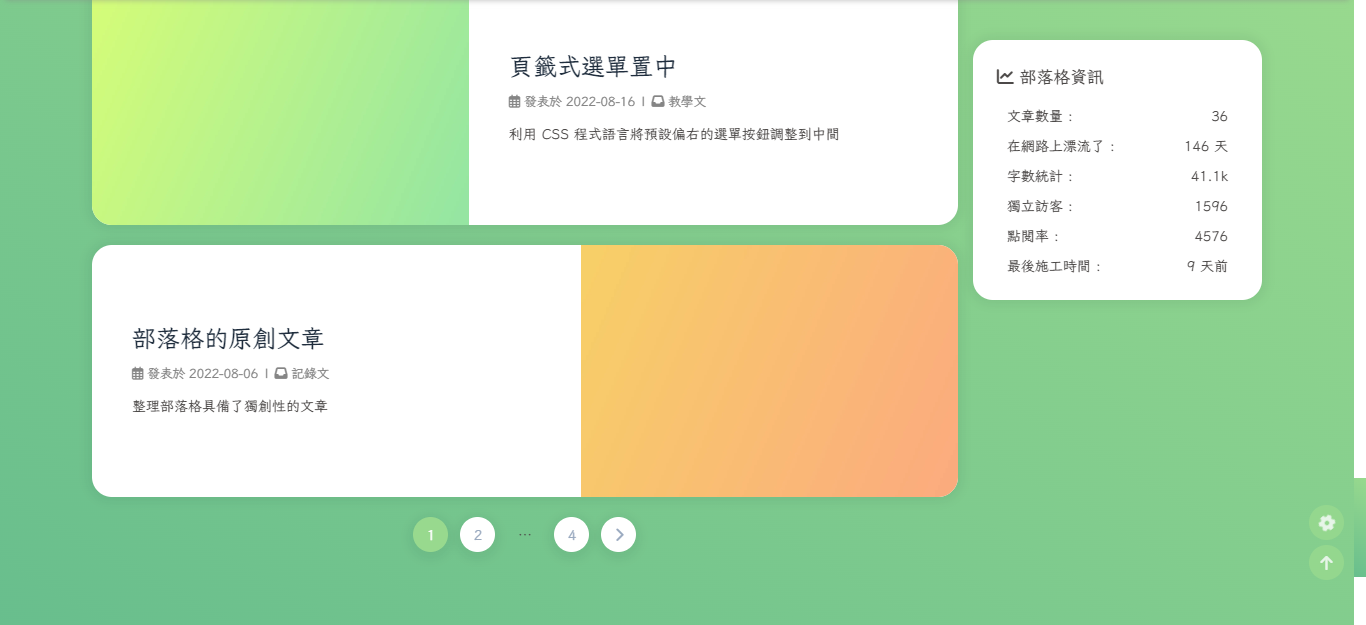 頁籤式選單置中
發表於 2022-08-16 | 教學文
利用 CSS 程式語言將預設偏右的選單按鈕調整到中間
部落格的原創文章
發表於 2022-08-06 | 記錄文
整理部落格具備了獨創性的文章
1 2 … 4
部落格資訊
文章數量 : 36
在網路上漂流了 : 146 天
字數統計 : 41.1k
獨立訪客 : 1596
點閱率 : 4576
最後施工時間 : 9 天前